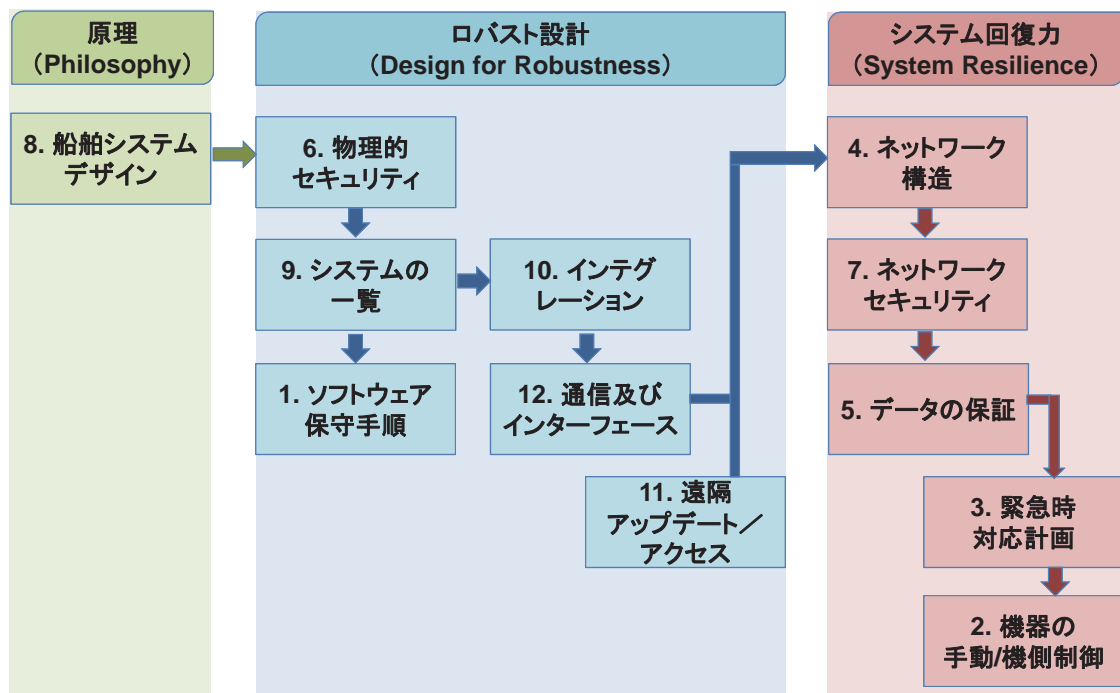 原理
（Philosophy）
8. 船舶システム
デザイン
ロバスト設計
（Design for Robustness）
6. 物理的
セキュリティ
9. システムの
一覧
10. インテグ
レーション
1. ソフトウェア
保守手順
12. 通信及び
インターフェース
11. 遠隔
アップデート／
アクセス
システム回復力
（System Resilience）
4. ネットワーク
構造
7. ネットワーク
セキュリティ
5. データの保証
3. 緊急時
対応計画
2. 機器の
手動/機側制御